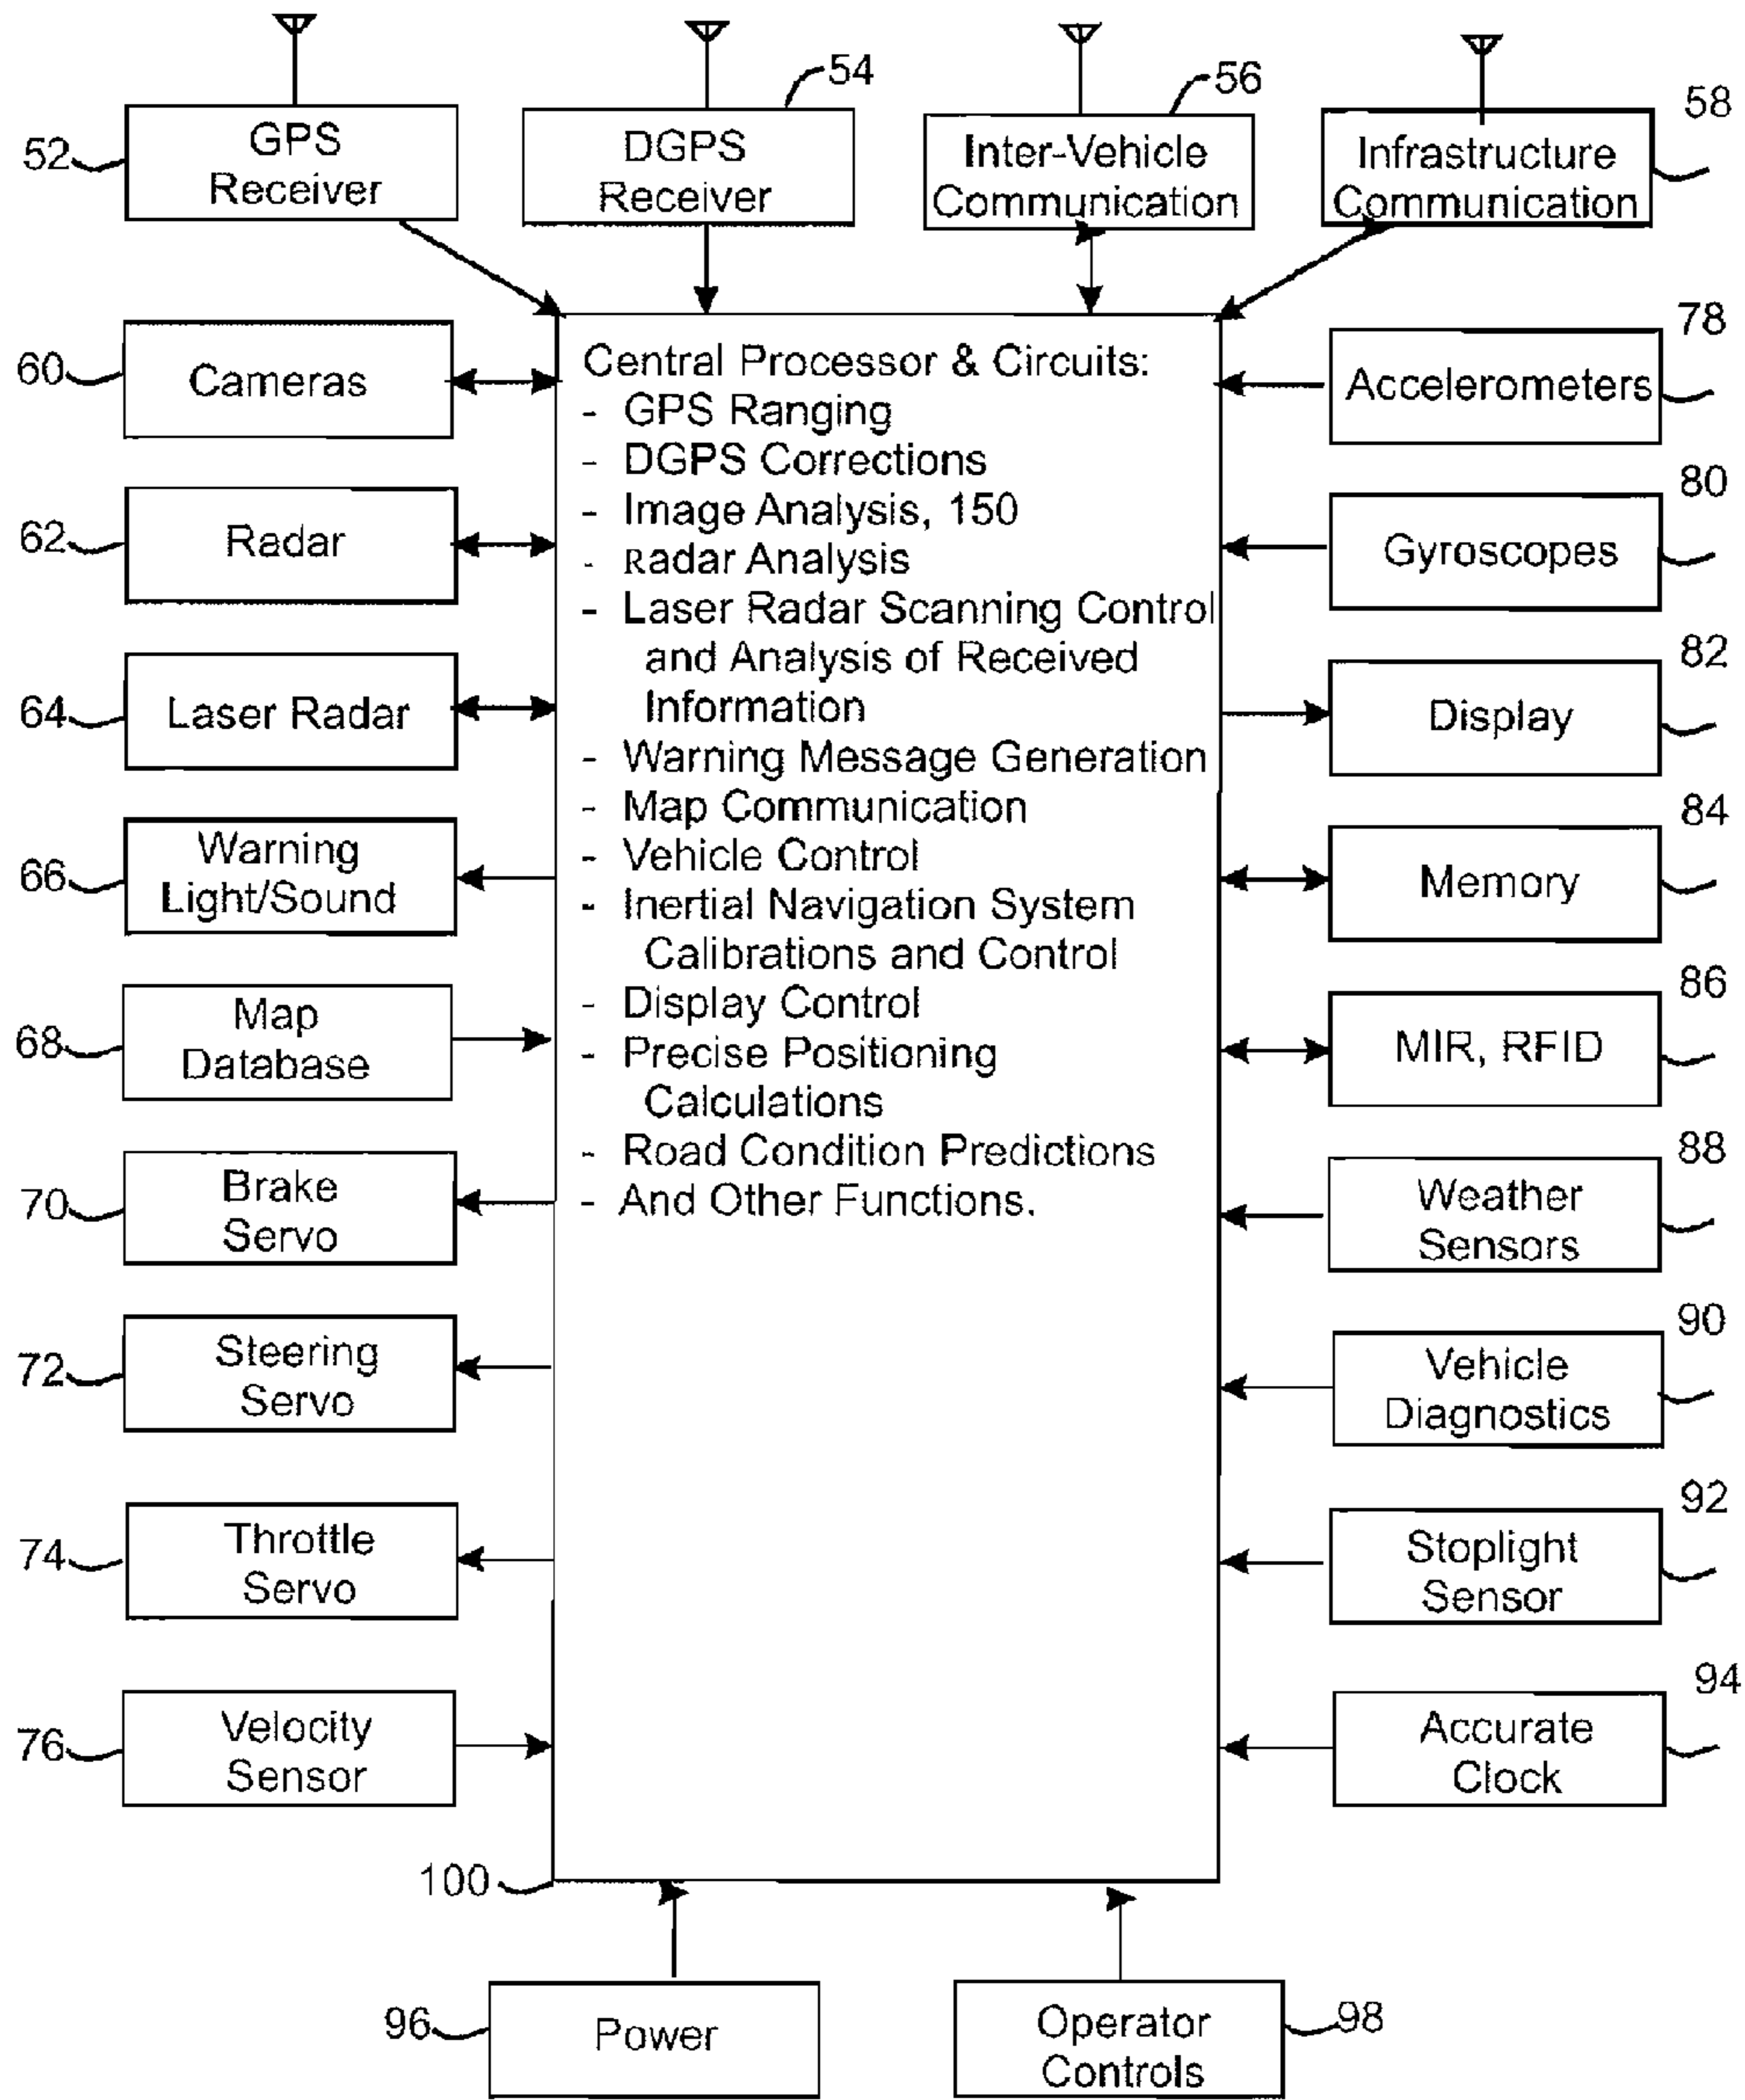 54
56
58
52
GPS
Receiver
DGPS
Receiver
Inter-Vehicle
Communication
Infrastructure
Communication
60
Cameras
62
Radar
64
Laser Radar
66
Warning
Light/Sound
68
Map
Database
70
Brake
Servo
72
Steering
Servo
74
Throttle
Servo
76
Velocity
Sensor
Central Processor & Circuits:
- GPS Ranging
- DGPS Corrections
- Image Analysis, 150
- Radar Analysis
- Laser Radar Scanning Control
and Analysis of Received
Information
- Warning Message Generation
- Map Communication
- Vehicle Control
- Inertial Navigation System
Calibrations and Control
- Display Control
- Precise Positioning
Calculations
- Road Condition Predictions
- And Other Functions.
100
78
Accelerometers
80
Gyroscopes
82
Display
84
Memory
86
MIR, RFID
88
Weather
Sensors
90
Vehicle
Diagnostics
92
Stoplight
Sensor
94
Accurate
Clock
96
Power
Operator
Controls
98